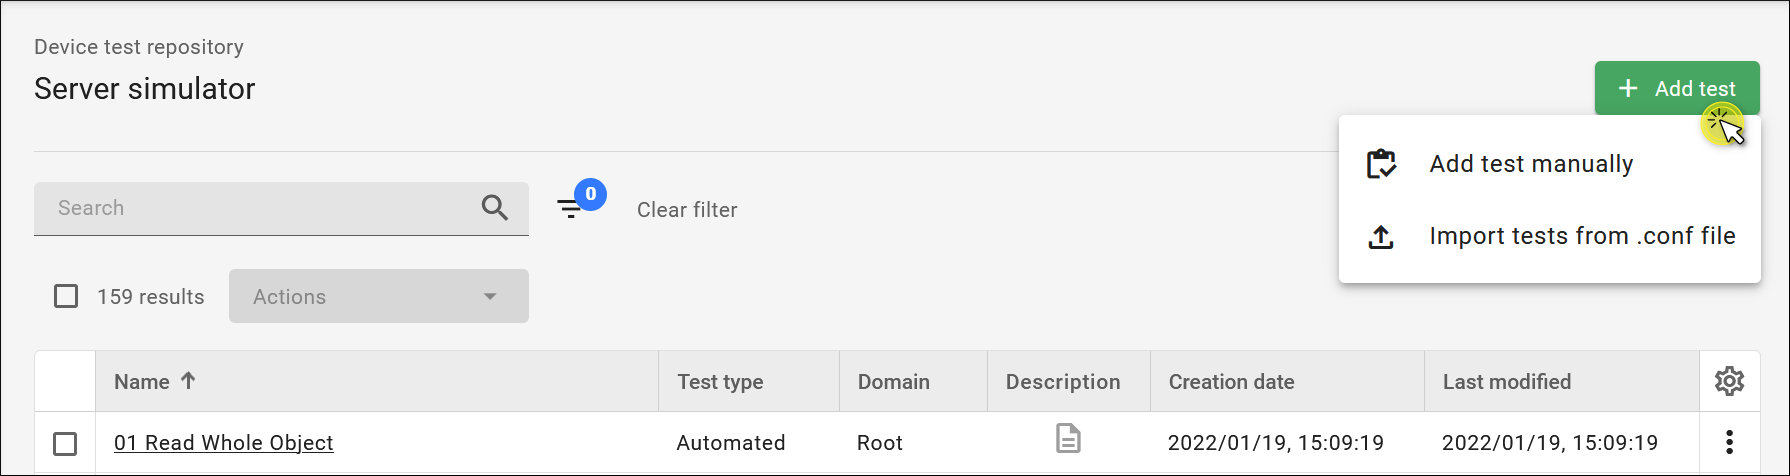 Device test repository
Server simulator
Add test
Add test manually
Import tests from .conf file
Search
0
Clear filter
159 results
Actions
Name Test type Domain Description Creation date Last modified
01 Read Whole Object Automated Root 2022/01/19, 15:09:19 2022/01/19, 15:09:19